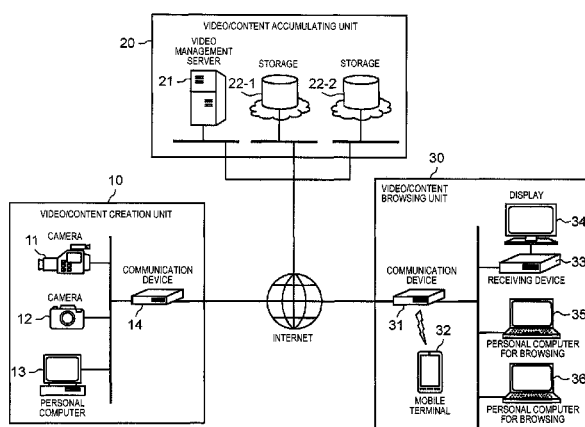 VIDEO/CONTENT ACCUMULATING UNIT
20
VIDEO
MANAGEMENT
SERVER
STORAGE
STORAGE
21
22-1
22-2
10
VIDEO/CONTENT CREATION UNIT
CAMERA
11
CAMERA
12
13
PERSONAL
COMPUTER
COMMUNICATION
DEVICE
14
INTERNET
30
VIDEO/CONTENT
BROWSING UNIT
DISPLAY
34
33
RECEIVING DEVICE
COMMUNICATION
DEVICE
31
32
MOBILE
TERMINAL
35
PERSONAL COMPUTER
FOR BROWSING
36
PERSONAL COMPUTER
FOR BROWSING